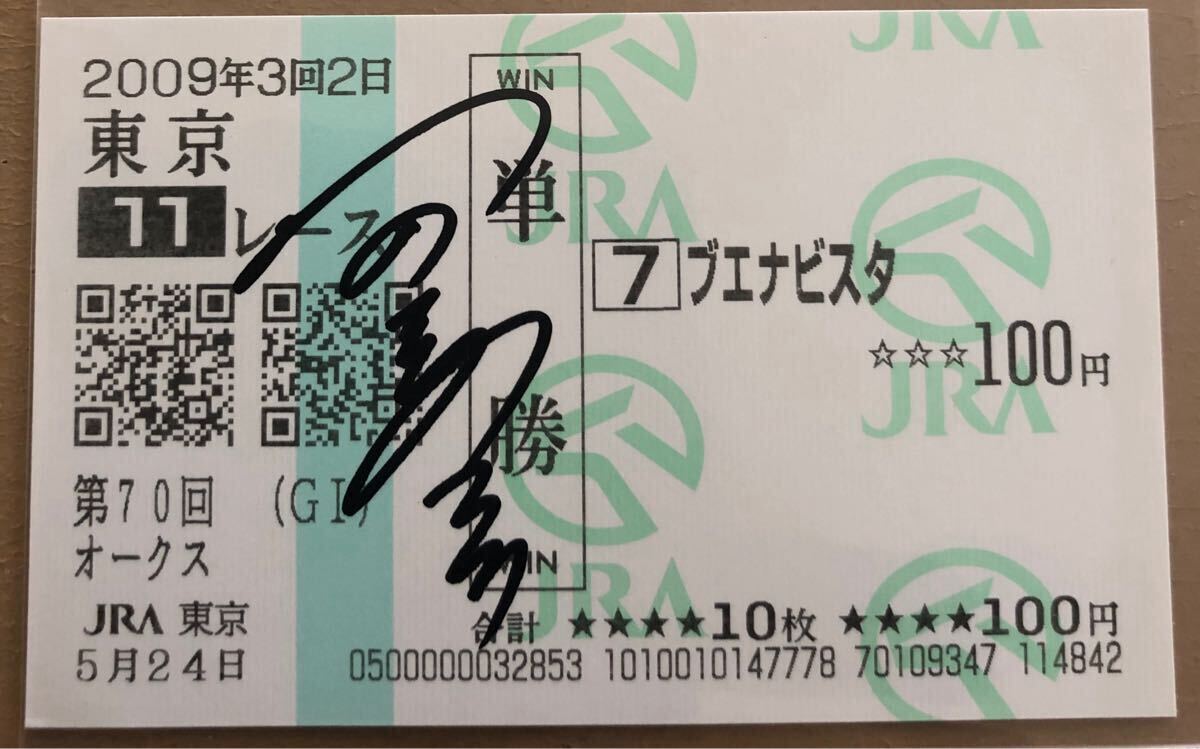 2009年3回2日
東京
11レース
第70回 (GI)
オークス
JRA 東京
5月24日
WIN
単勝
WIN
7 ブエナビスタ
☆☆☆100円
合計 ★★★★10枚 ★★★★100円
0500000032853 1010010147778 70109347 114842
JRA
JRA
JRA
JRA
JRA